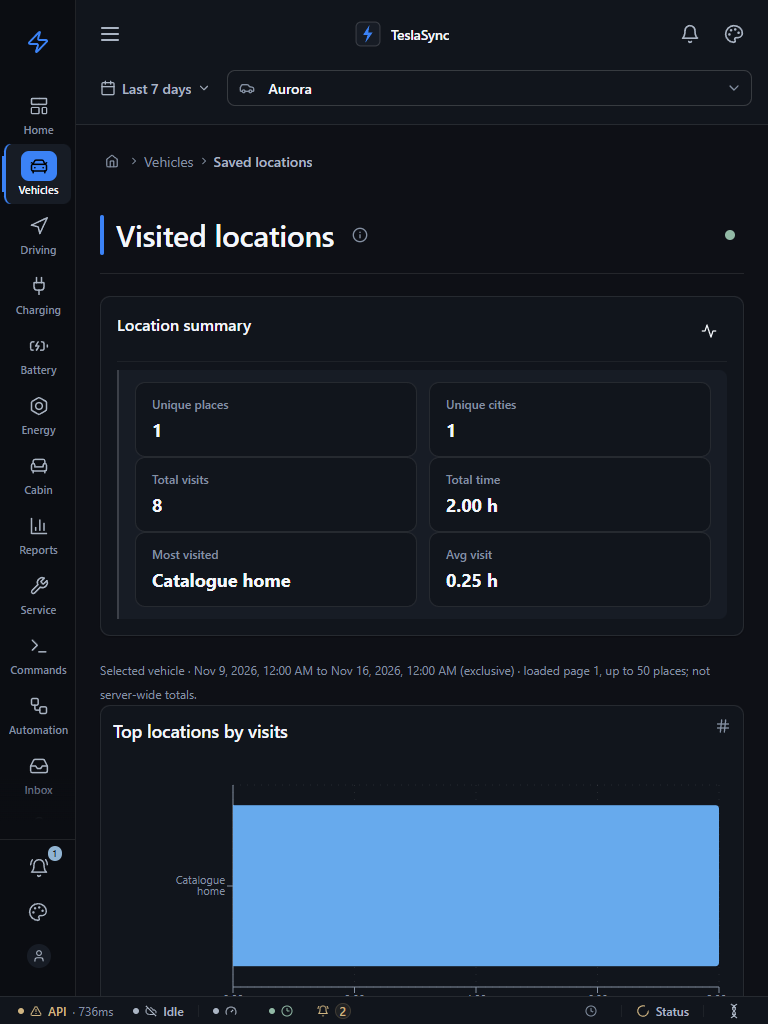 TeslaSync
Last 7 days
Aurora
Home
Vehicles
Driving
Charging
Battery
Energy
Cabin
Reports
Service
Commands
Automation
Inbox
1
Vehicles
Saved locations
Visited locations
Location summary
Unique places
1
Unique cities
1
Total visits
8
Total time
2.00 h
Most visited
Catalogue home
Avg visit
0.25 h
Selected vehicle · Nov 9, 2026, 12:00 AM to Nov 16, 2026, 12:00 AM (exclusive) · loaded page 1, up to 50 places; not
server-wide totals.
Top locations by visits
Catalogue
home
API · 736ms
Idle
2
Status